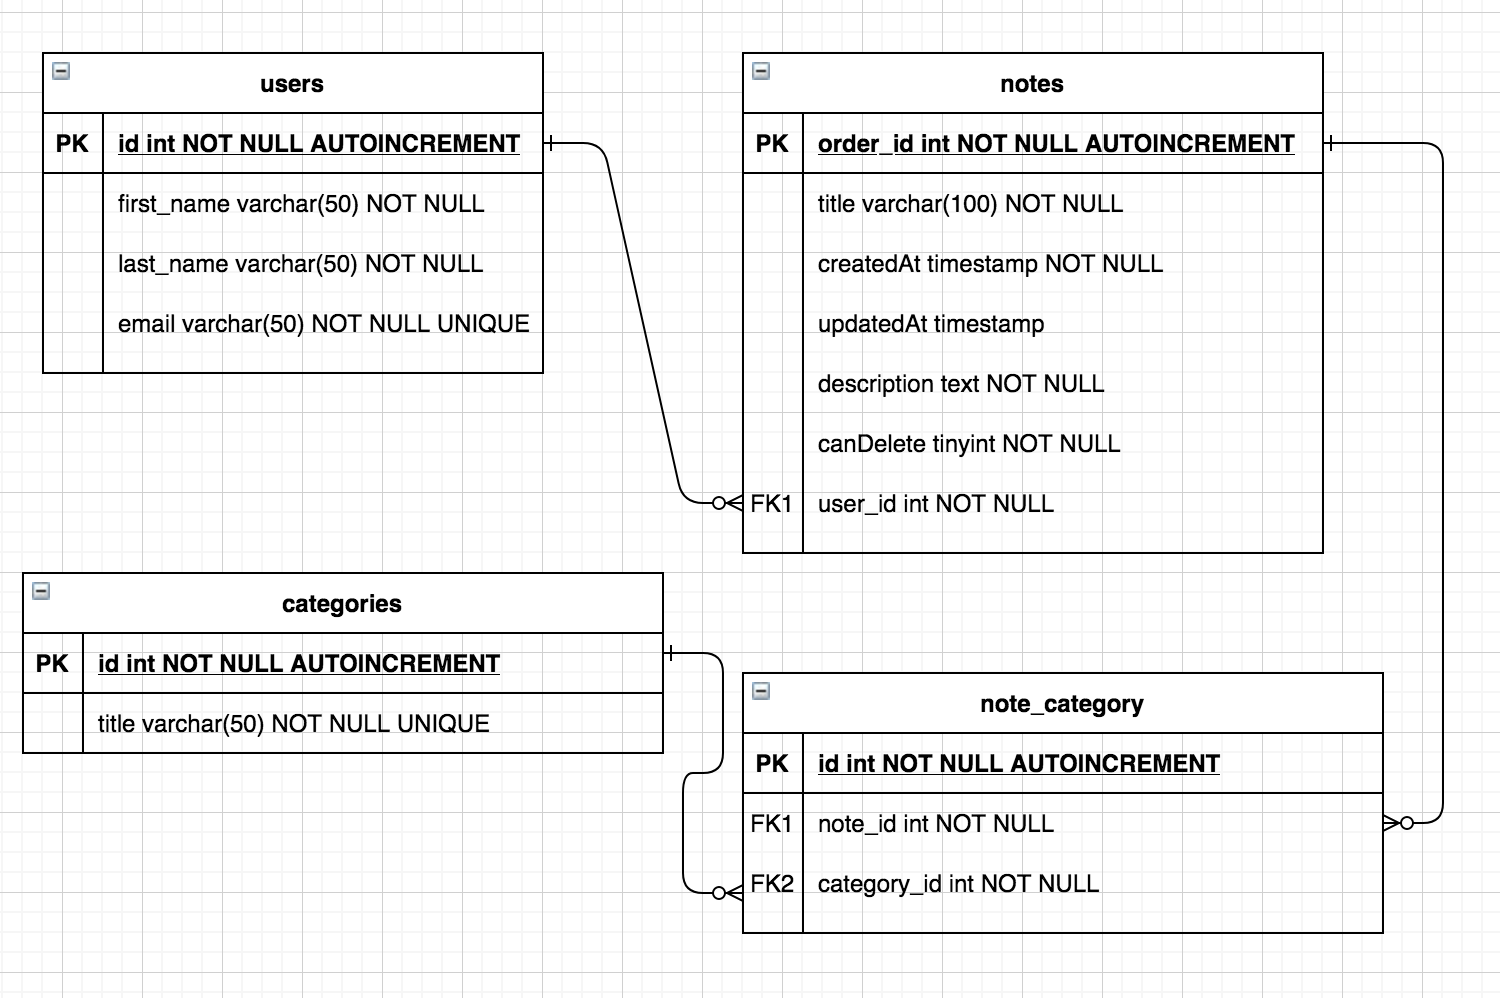 users
PK id int NOT NULL AUTOINCREMENT
first_name varchar(50) NOT NULL
last_name varchar(50) NOT NULL
email varchar(50) NOT NULL UNIQUE
notes
PK order_id int NOT NULL AUTOINCREMENT
title varchar(100) NOT NULL
createdAt timestamp NOT NULL
updatedAt timestamp
description text NOT NULL
canDelete tinyint NOT NULL
FK1 user_id int NOT NULL
categories
PK id int NOT NULL AUTOINCREMENT
title varchar(50) NOT NULL UNIQUE
note_category
PK id int NOT NULL AUTOINCREMENT
FK1 note_id int NOT NULL
FK2 category_id int NOT NULL